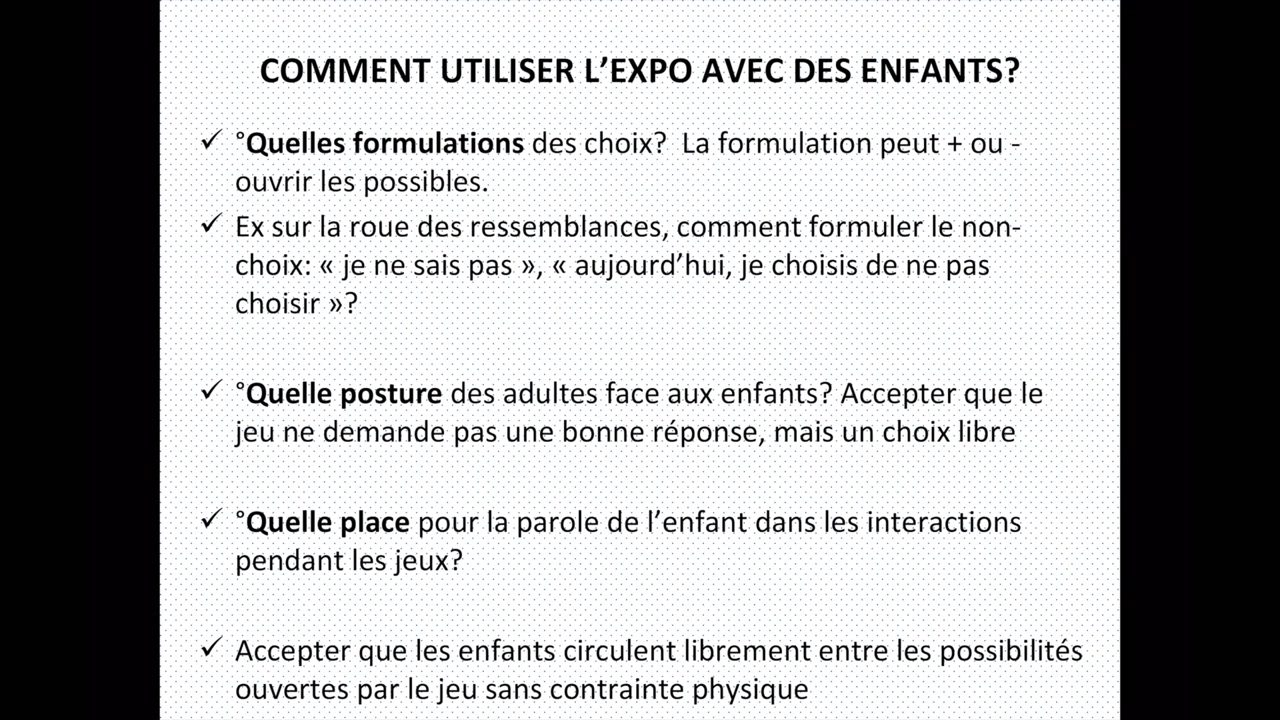 COMMENT UTILISER L’EXPO AVEC DES ENFANTS?
✓ °Quelles formulations des choix?  La formulation peut + ou -
ouvrir les possibles.
✓ Ex sur la roue des ressemblances, comment formuler le non-
choix: « je ne sais pas », « aujourd’hui, je choisis de ne pas
choisir »?
✓ °Quelle posture des adultes face aux enfants? Accepter que le
jeu ne demande pas une bonne réponse, mais un choix libre
✓ °Quelle place pour la parole de l’enfant dans les interactions
pendant les jeux?
✓ Accepter que les enfants circulent librement entre les possibilités
ouvertes par le jeu sans contrainte physique